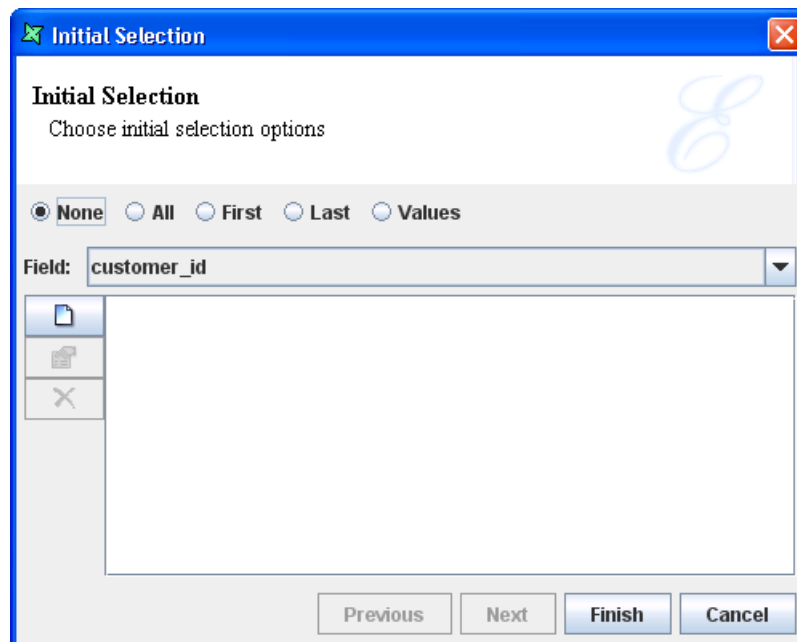 Initial Selection
Initial Selection
Choose initial selection options
None All First Last Values
Field: customer_id
Previous Next Finish Cancel